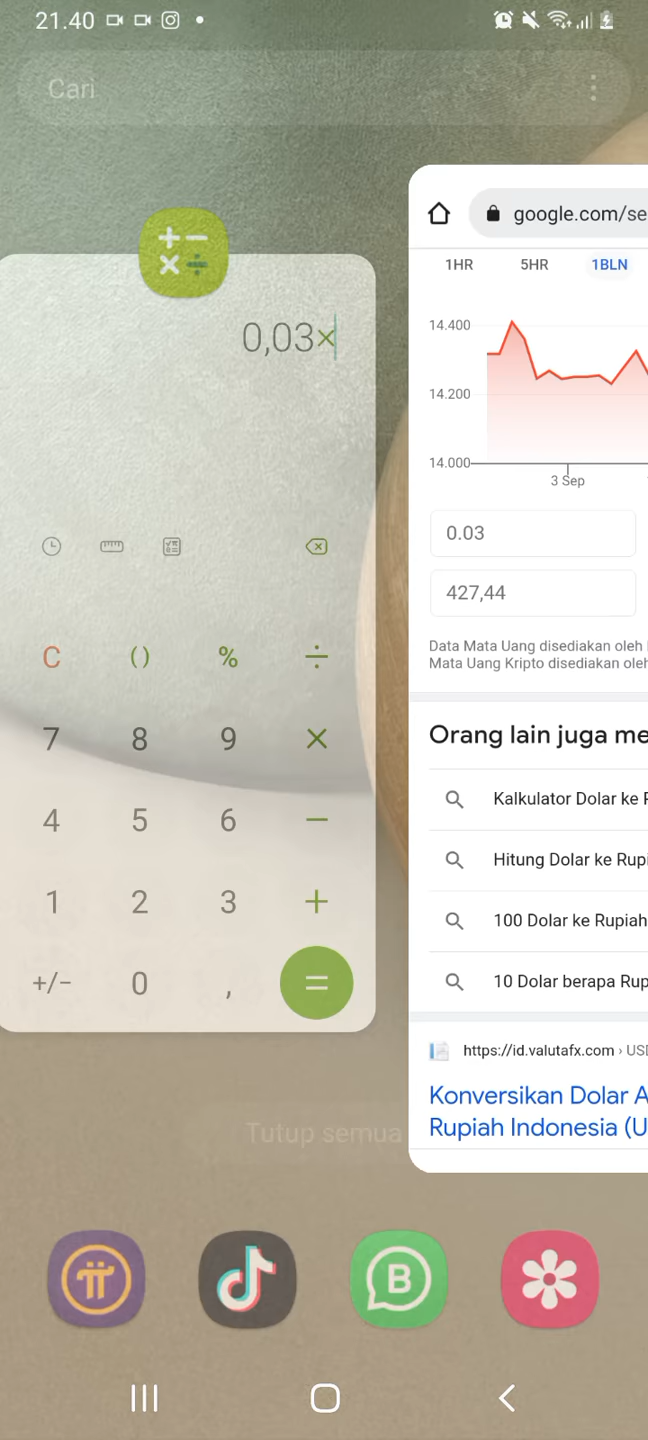 21.40
Cari
0,03×
C
( )
%
÷
7
8
9
×
4
5
6
−
1
2
3
+
+/−
0
,
=
google.com/se
1HR
5HR
1BLN
14.400
14.200
14.000
3 Sep
0.03
427,44
Data Mata Uang disediakan oleh
Mata Uang Kripto disediakan oleh
Orang lain juga me
Kalkulator Dolar ke
Hitung Dolar ke Rupi
100 Dolar ke Rupiah
10 Dolar berapa Rup
https://id.valutafx.com › USD
Konversikan Dolar A
Rupiah Indonesia (U
Tutup semua
B